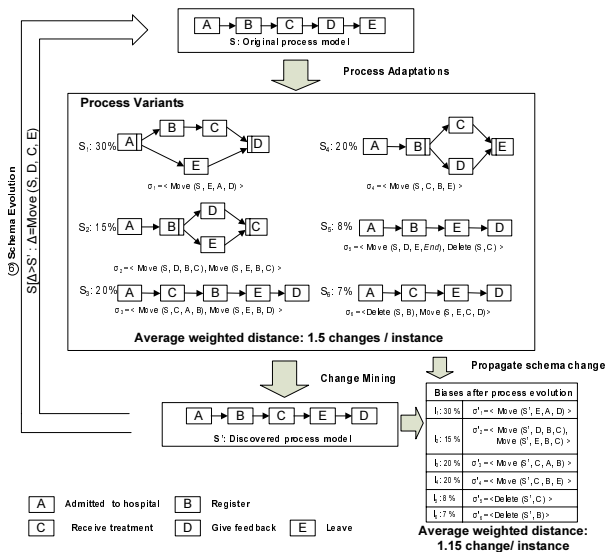 A B C D E
S: Original process model
Process Adaptations
(σ) Schema Evolution
S[Δ>S' : Δ=Move (S, D, C, E)
Process Variants
S₁: 30%
A B C E D
σ₁=< Move (S, E, A, D) >
S₄: 20%
A B C D E
σ₄=< Move (S, C, B, E) >
S₂: 15%
A B D E C
σ₂=< Move (S, D, B, C), Move (S, E, B, C) >
S₅: 8%
A B E D
σ₅=< Move (S, D, E, End), Delete (S, C) >
S₃: 20%
A C B E D
σ₃=< Move (S, C, A, B), Move (S, E, B, D) >
S₆: 7%
A C E D
σ₆=<Delete (S, B), Move (S, E, C, D)>
Average weighted distance: 1.5 changes / instance
Change Mining
Propagate schema change
A B C E D
S': Discovered process model
Biases after process evolution
I₁: 30 % σ'₁=< Move (S', E, A, D) >
I₂: 15% σ'₂=< Move (S', D, B, C),
Move (S', E, B, C) >
I₃: 20% σ'₃=< Move (S', C, A, B) >
I₄: 20% σ'₄=< Move (S', C, B, E) >
I₅: 8 % σ'₅=<Delete (S', C) >
I₆: 7 % σ'₆=<Delete (S', B) >
Average weighted distance:
1.15 change/ instance
A Admitted to hospital B Register
C Receive treatment D Give feedback E Leave